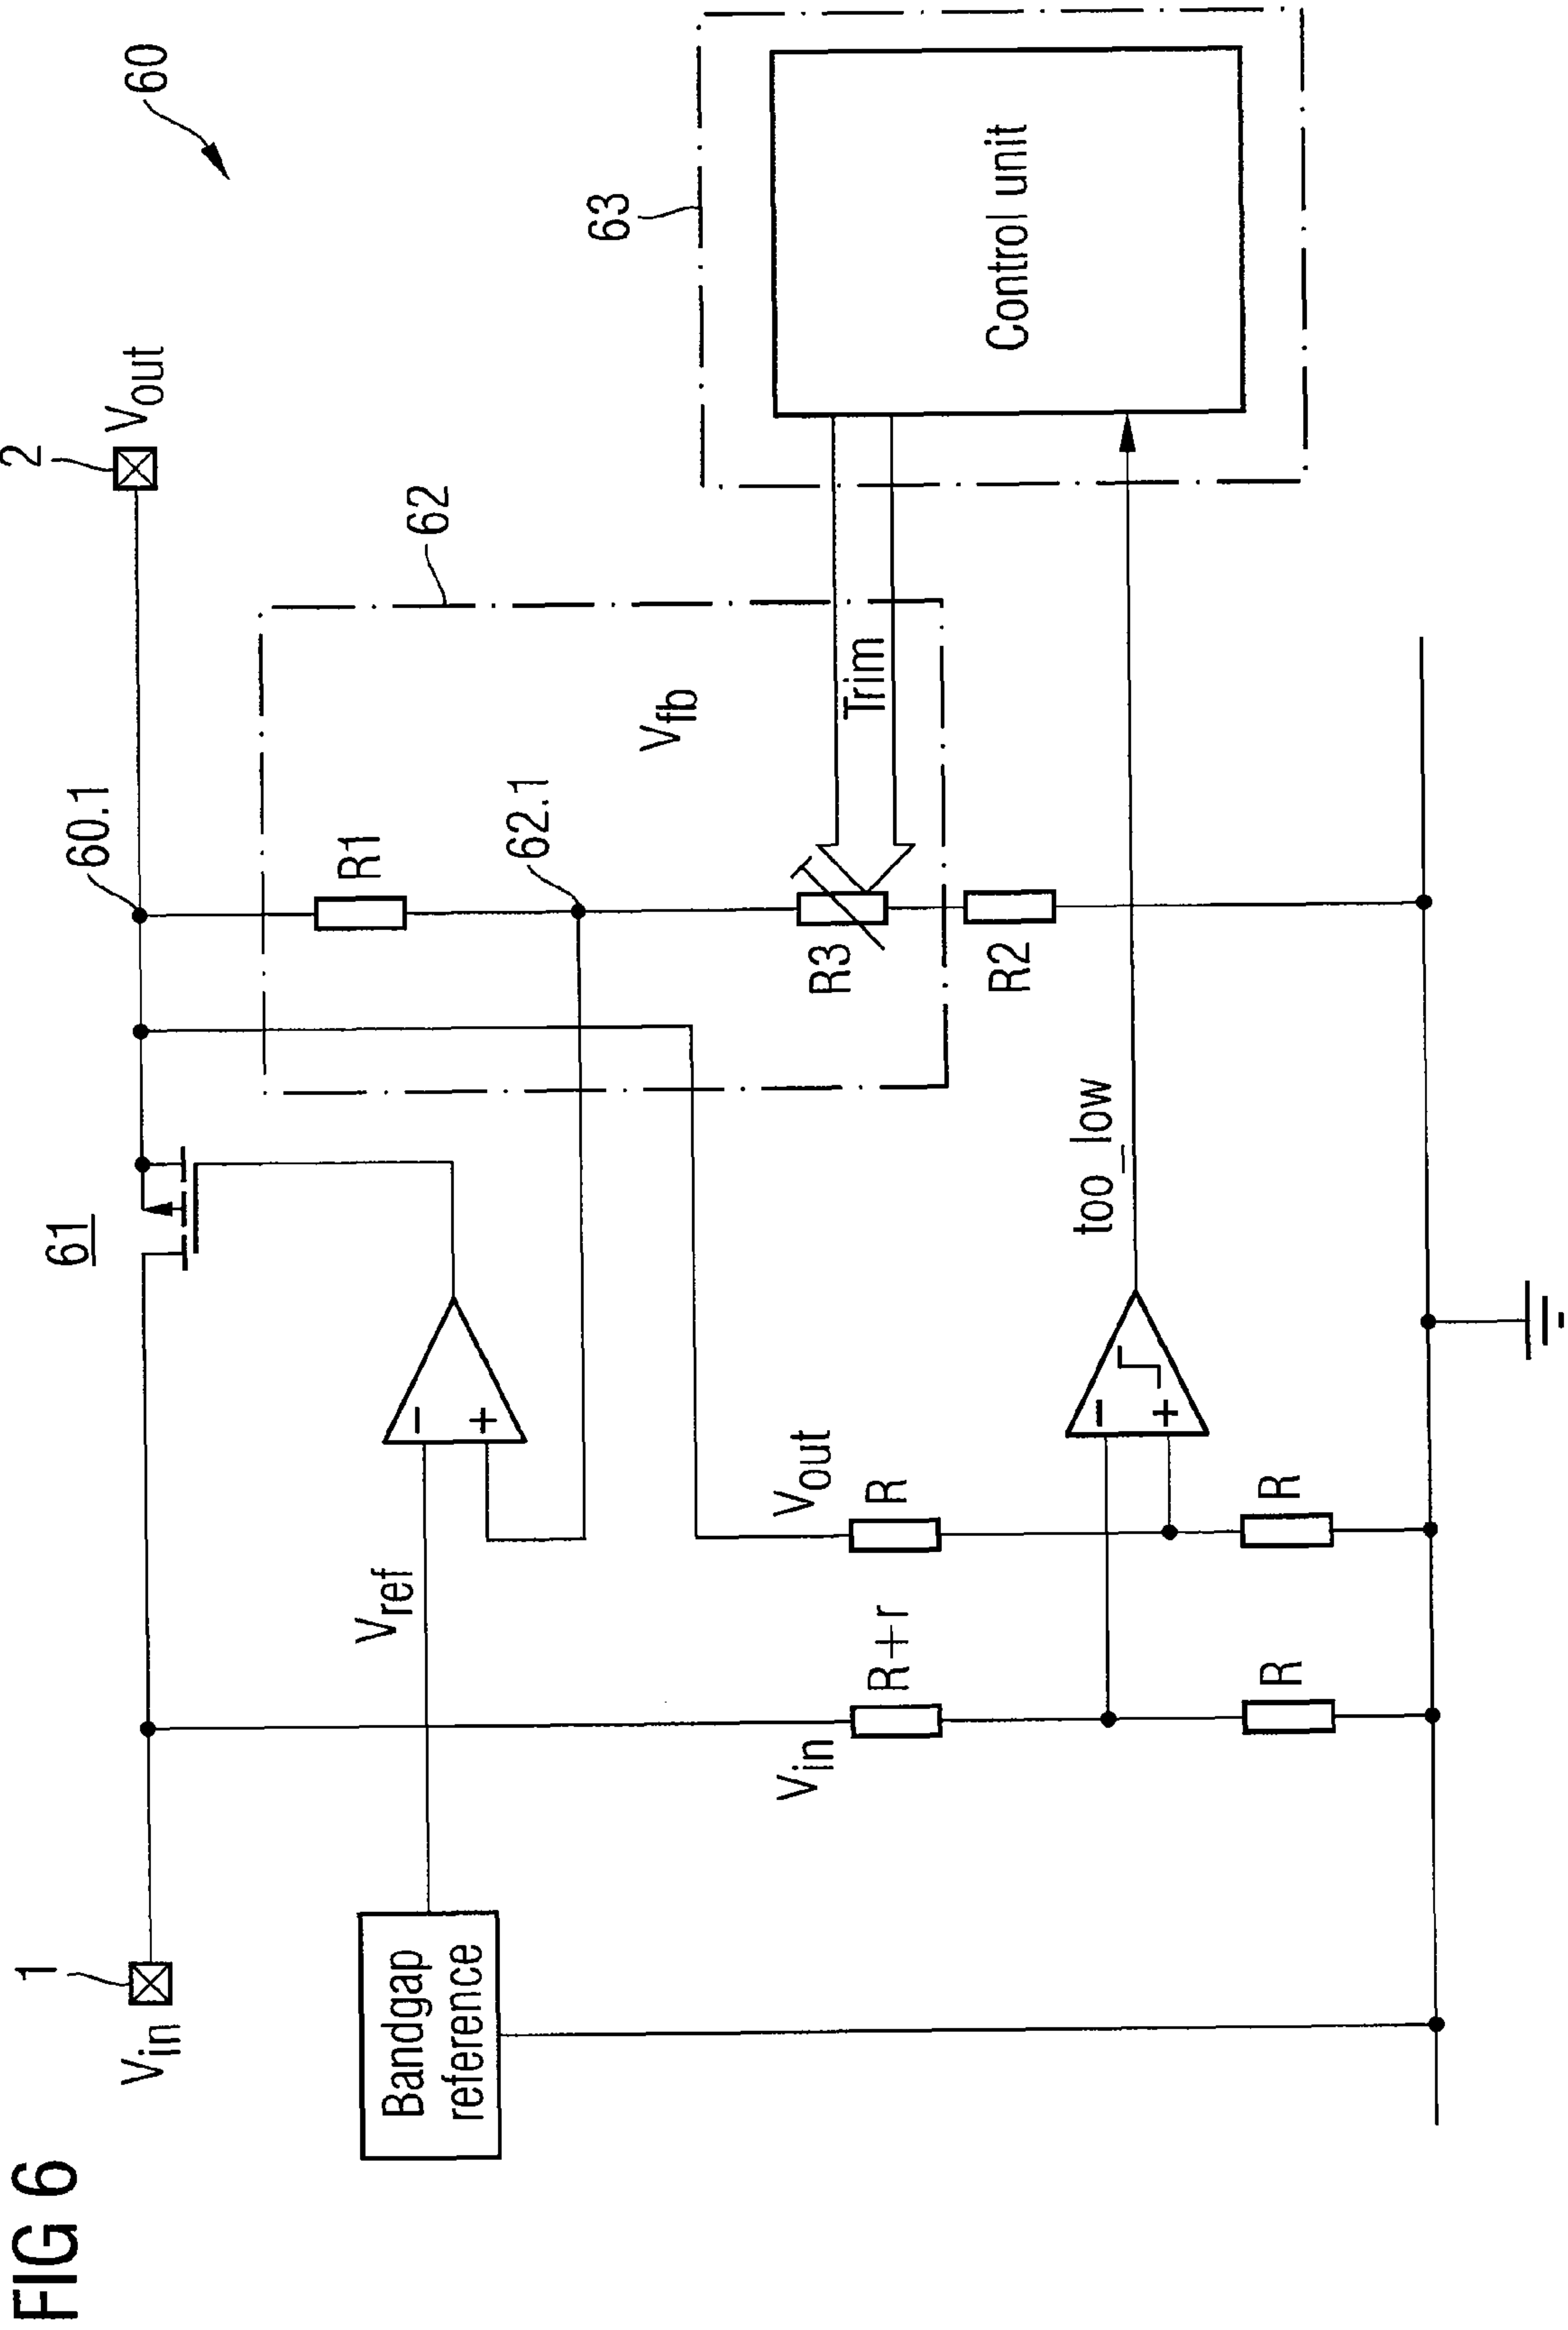 FIG 6
60
1
Vin
2
Vout
61
60.1
62
63
R1
62.1
Vfb
Vref
Bandgap
reference
Trim
R3
R2
Control unit
Vin
R+r
Vout
R
too_low
R
R
-
+
-
+